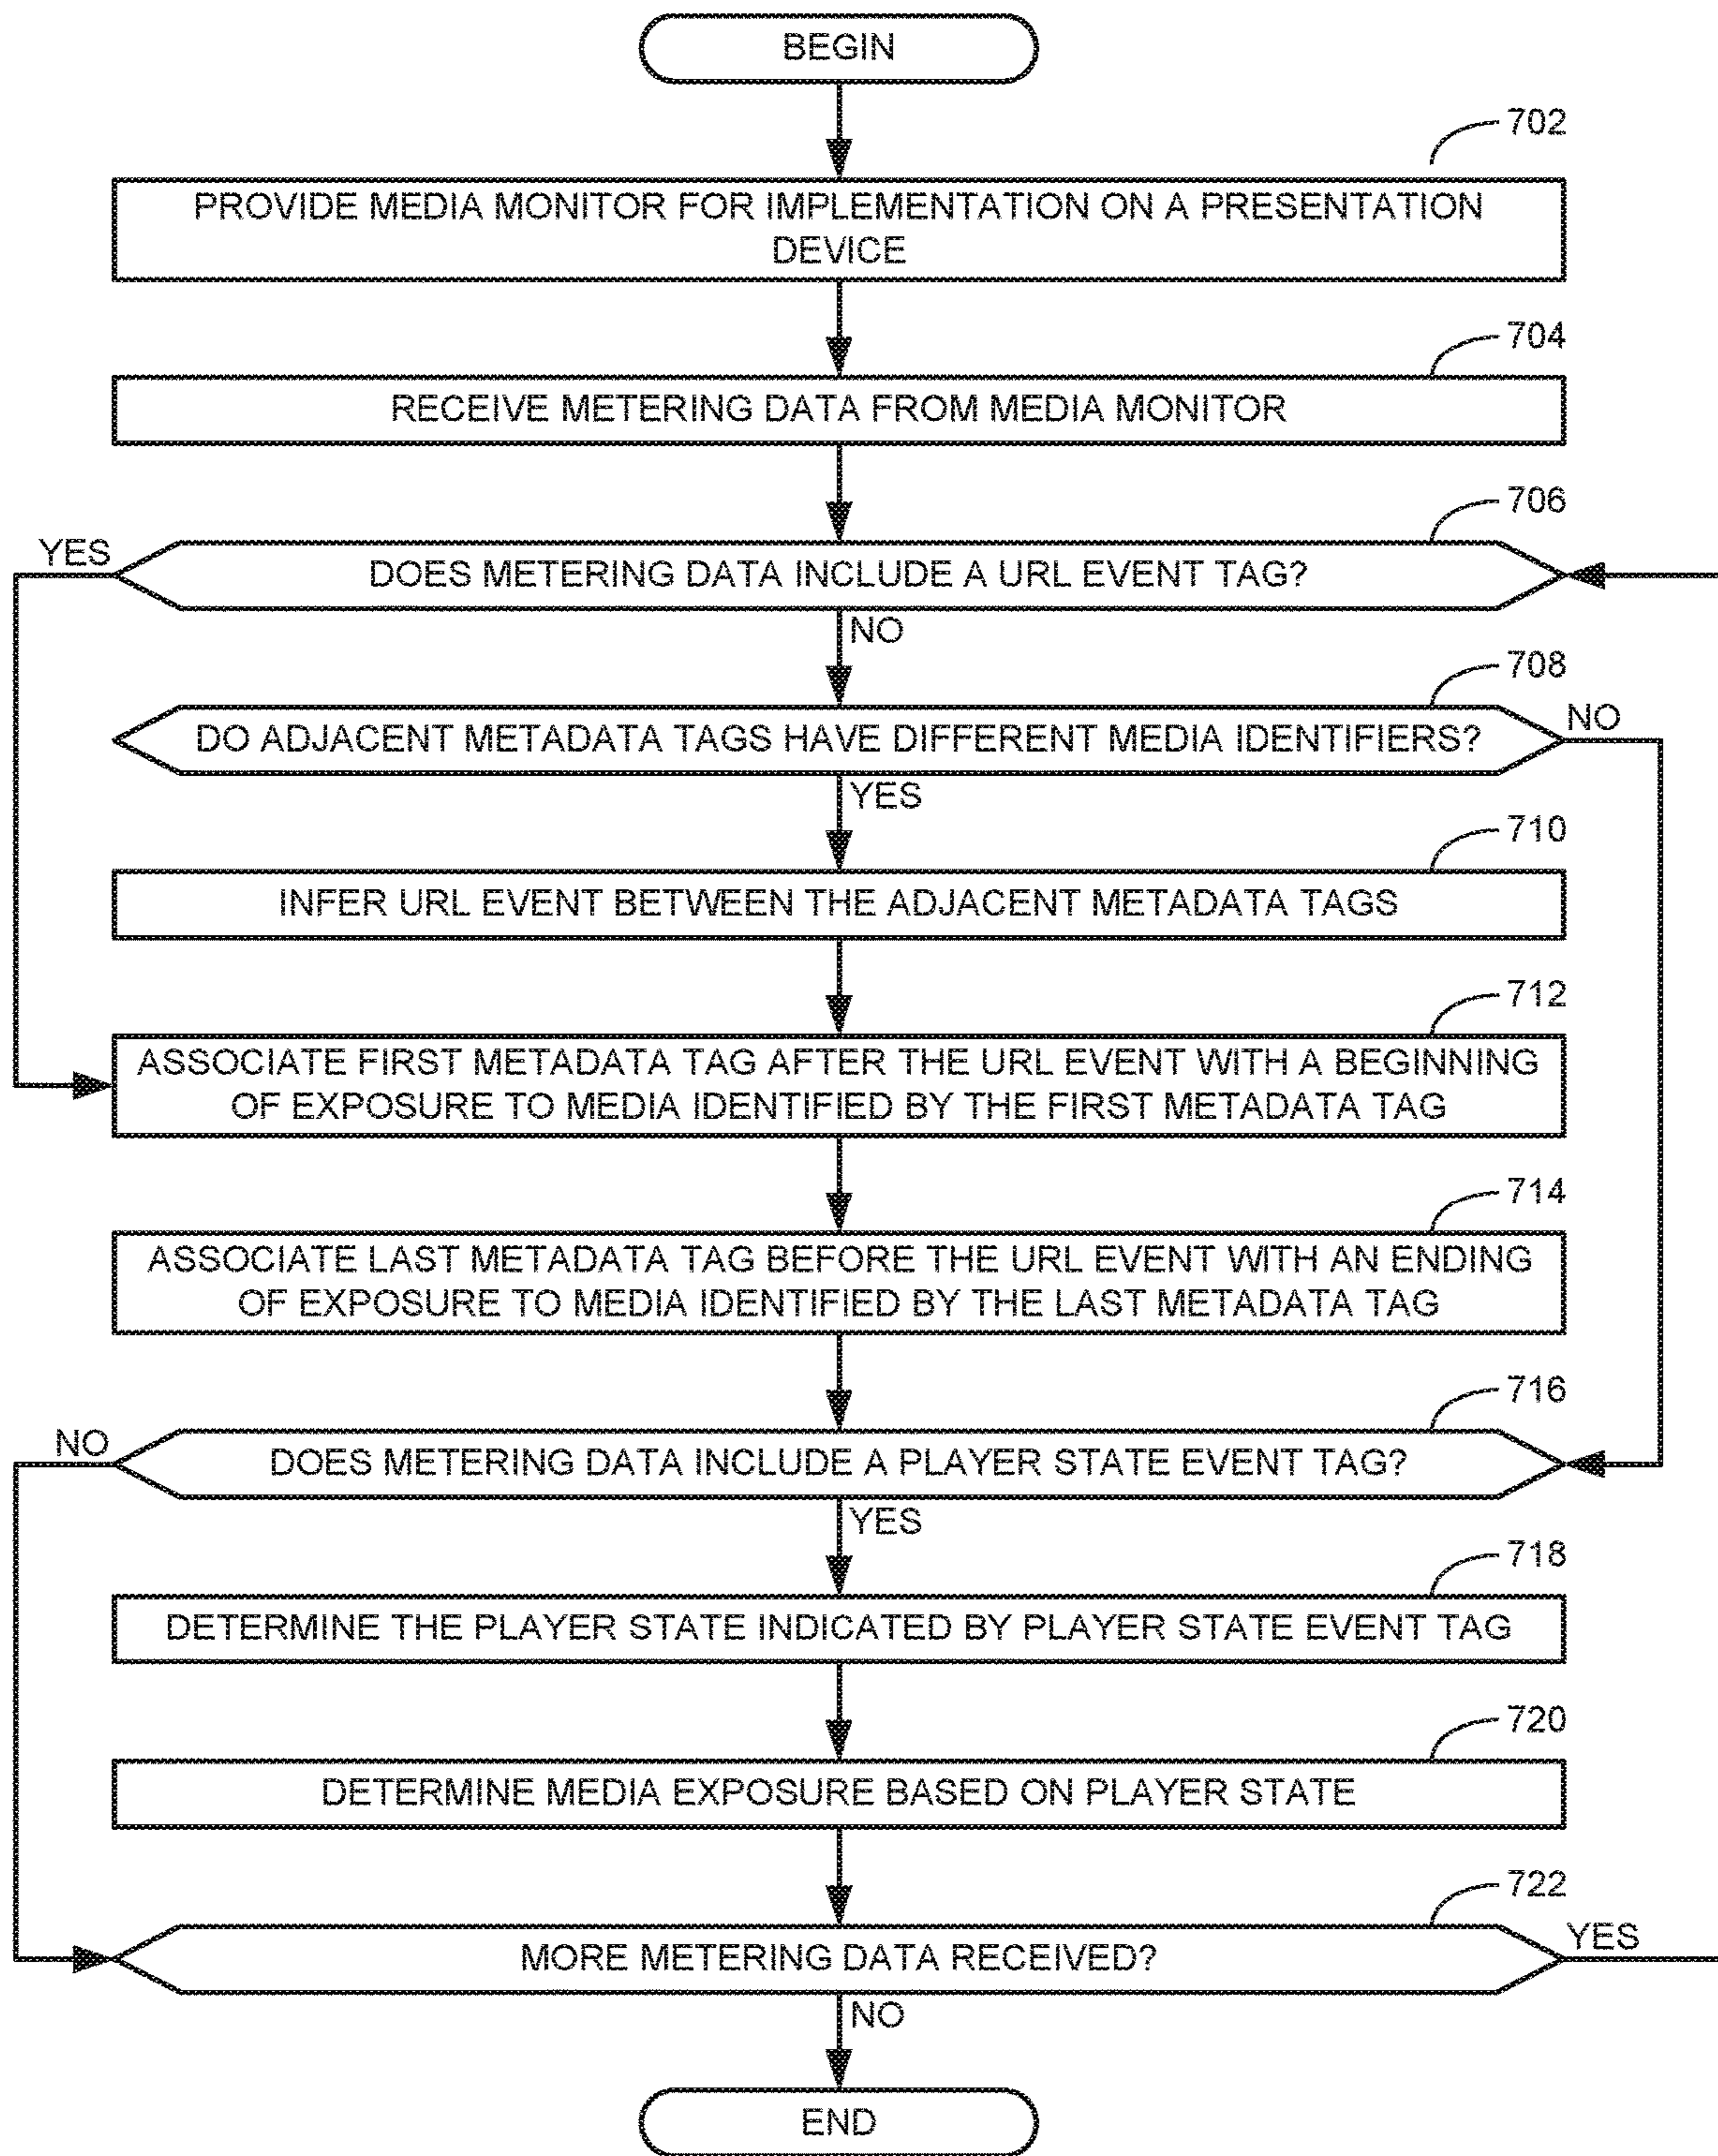 BEGIN
702
PROVIDE MEDIA MONITOR FOR IMPLEMENTATION ON A PRESENTATION
DEVICE
704
RECEIVE METERING DATA FROM MEDIA MONITOR
706
YES
DOES METERING DATA INCLUDE A URL EVENT TAG?
NO
708
NO
DO ADJACENT METADATA TAGS HAVE DIFFERENT MEDIA IDENTIFIERS?
YES
710
INFER URL EVENT BETWEEN THE ADJACENT METADATA TAGS
712
ASSOCIATE FIRST METADATA TAG AFTER THE URL EVENT WITH A BEGINNING
OF EXPOSURE TO MEDIA IDENTIFIED BY THE FIRST METADATA TAG
714
ASSOCIATE LAST METADATA TAG BEFORE THE URL EVENT WITH AN ENDING
OF EXPOSURE TO MEDIA IDENTIFIED BY THE LAST METADATA TAG
716
NO
DOES METERING DATA INCLUDE A PLAYER STATE EVENT TAG?
YES
718
DETERMINE THE PLAYER STATE INDICATED BY PLAYER STATE EVENT TAG
720
DETERMINE MEDIA EXPOSURE BASED ON PLAYER STATE
722
YES
MORE METERING DATA RECEIVED?
NO
END